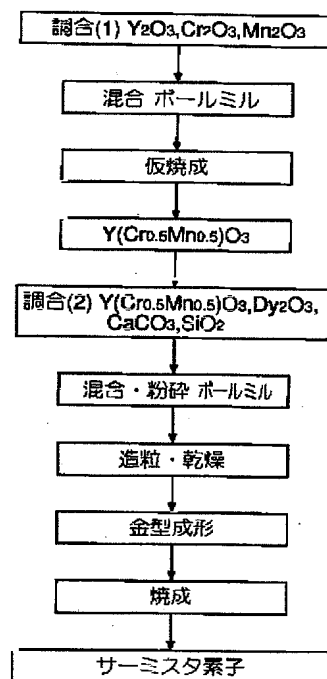 調合(1) Y₂O₃,Cr₂O₃,Mn₂O₃
混合 ボールミル
仮焼成
Y(Cr₀.₅Mn₀.₅)O₃
調合(2) Y(Cr₀.₅Mn₀.₅)O₃,Dy₂O₃,
CaCO₃,SiO₂
混合・粉砕 ボールミル
造粒・乾燥
金型成形
焼成
サーミスタ素子